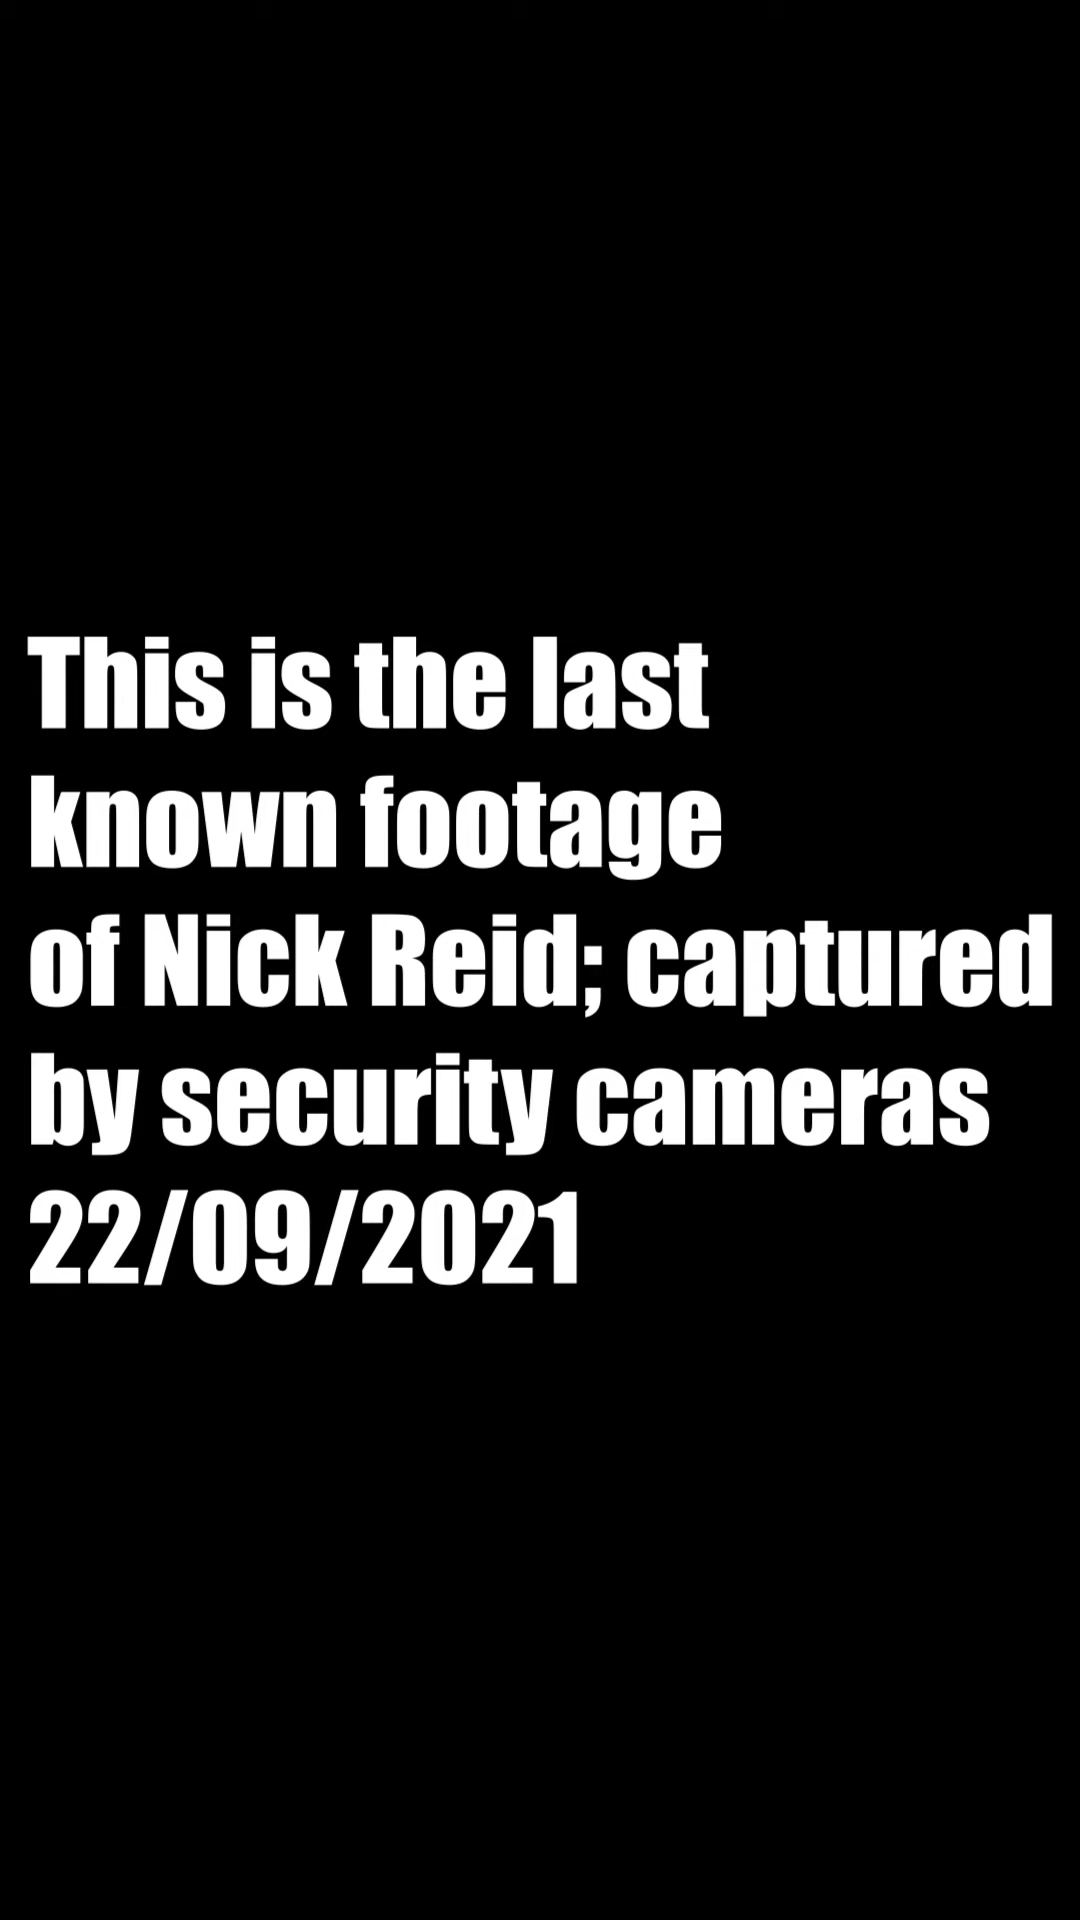 This is the last
known footage
of Nick Reid; captured
by security cameras
22/09/2021